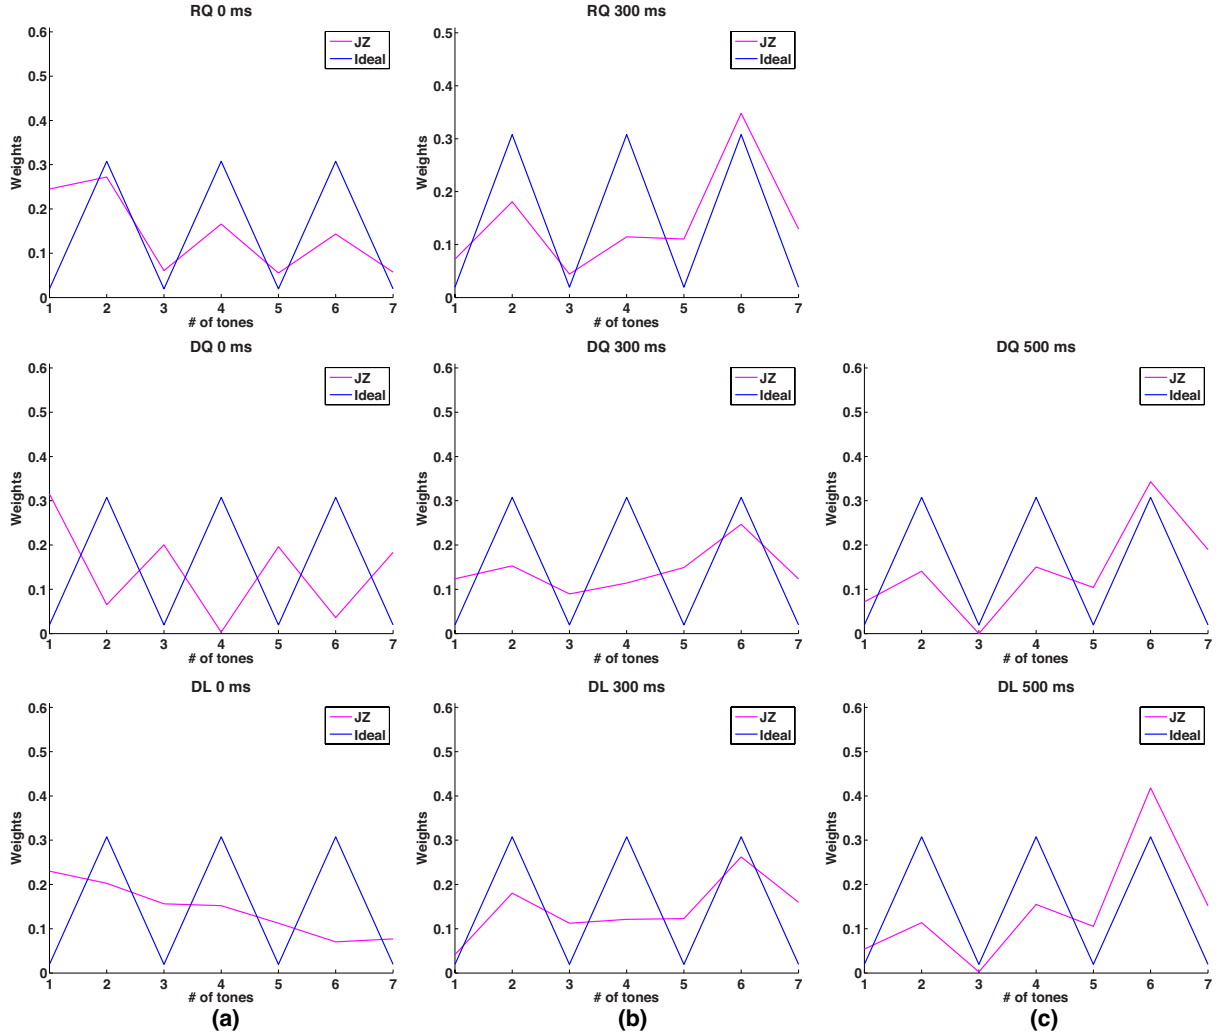 RQ 0 ms
0.6
0.5
0.4
0.3
0.2
0.1
0
Weights
JZ
Ideal
1 2 3 4 5 6 7
# of tones
RQ 300 ms
0.5
0.4
0.3
0.2
0.1
0
Weights
JZ
Ideal
1 2 3 4 5 6 7
# of tones
DQ 0 ms
0.6
0.5
0.4
0.3
0.2
0.1
0
Weights
JZ
Ideal
1 2 3 4 5 6 7
# of tones
DQ 300 ms
0.6
0.5
0.4
0.3
0.2
0.1
0
Weights
JZ
Ideal
1 2 3 4 5 6 7
# of tones
DQ 500 ms
0.6
0.5
0.4
0.3
0.2
0.1
0
Weights
JZ
Ideal
1 2 3 4 5 6 7
# of tones
DL 0 ms
0.6
0.5
0.4
0.3
0.2
0.1
0
Weights
JZ
Ideal
1 2 3 4 5 6 7
# of tones
(a)
DL 300 ms
0.6
0.5
0.4
0.3
0.2
0.1
0
Weights
JZ
Ideal
1 2 3 4 5 6 7
# of tones
(b)
DL 500 ms
0.6
0.5
0.4
0.3
0.2
0.1
0
Weights
JZ
Ideal
1 2 3 4 5 6 7
# of tones
(c)